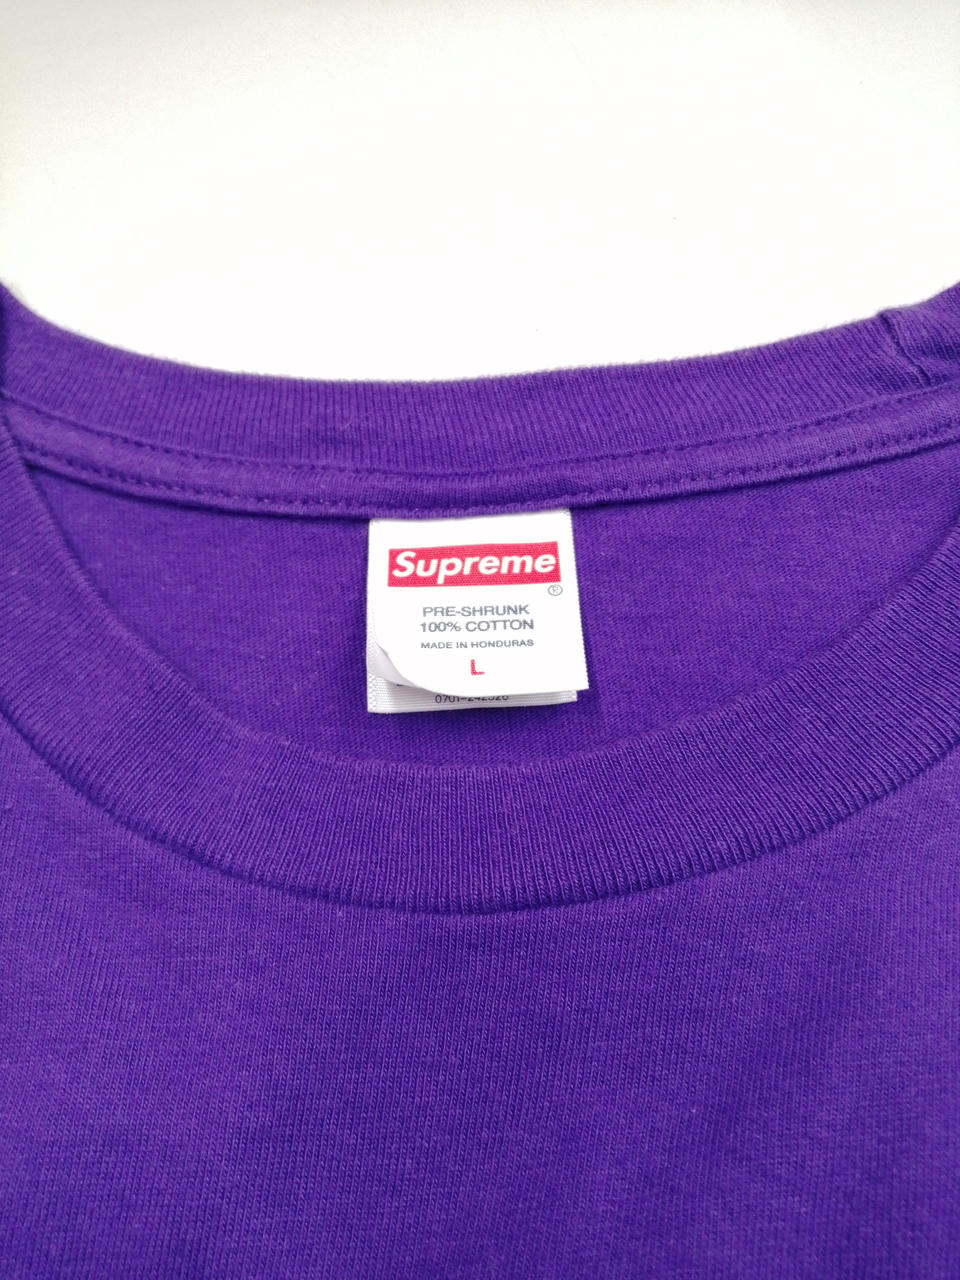 Supreme
®
PRE-SHRUNK
100% COTTON
MADE IN HONDURAS
L